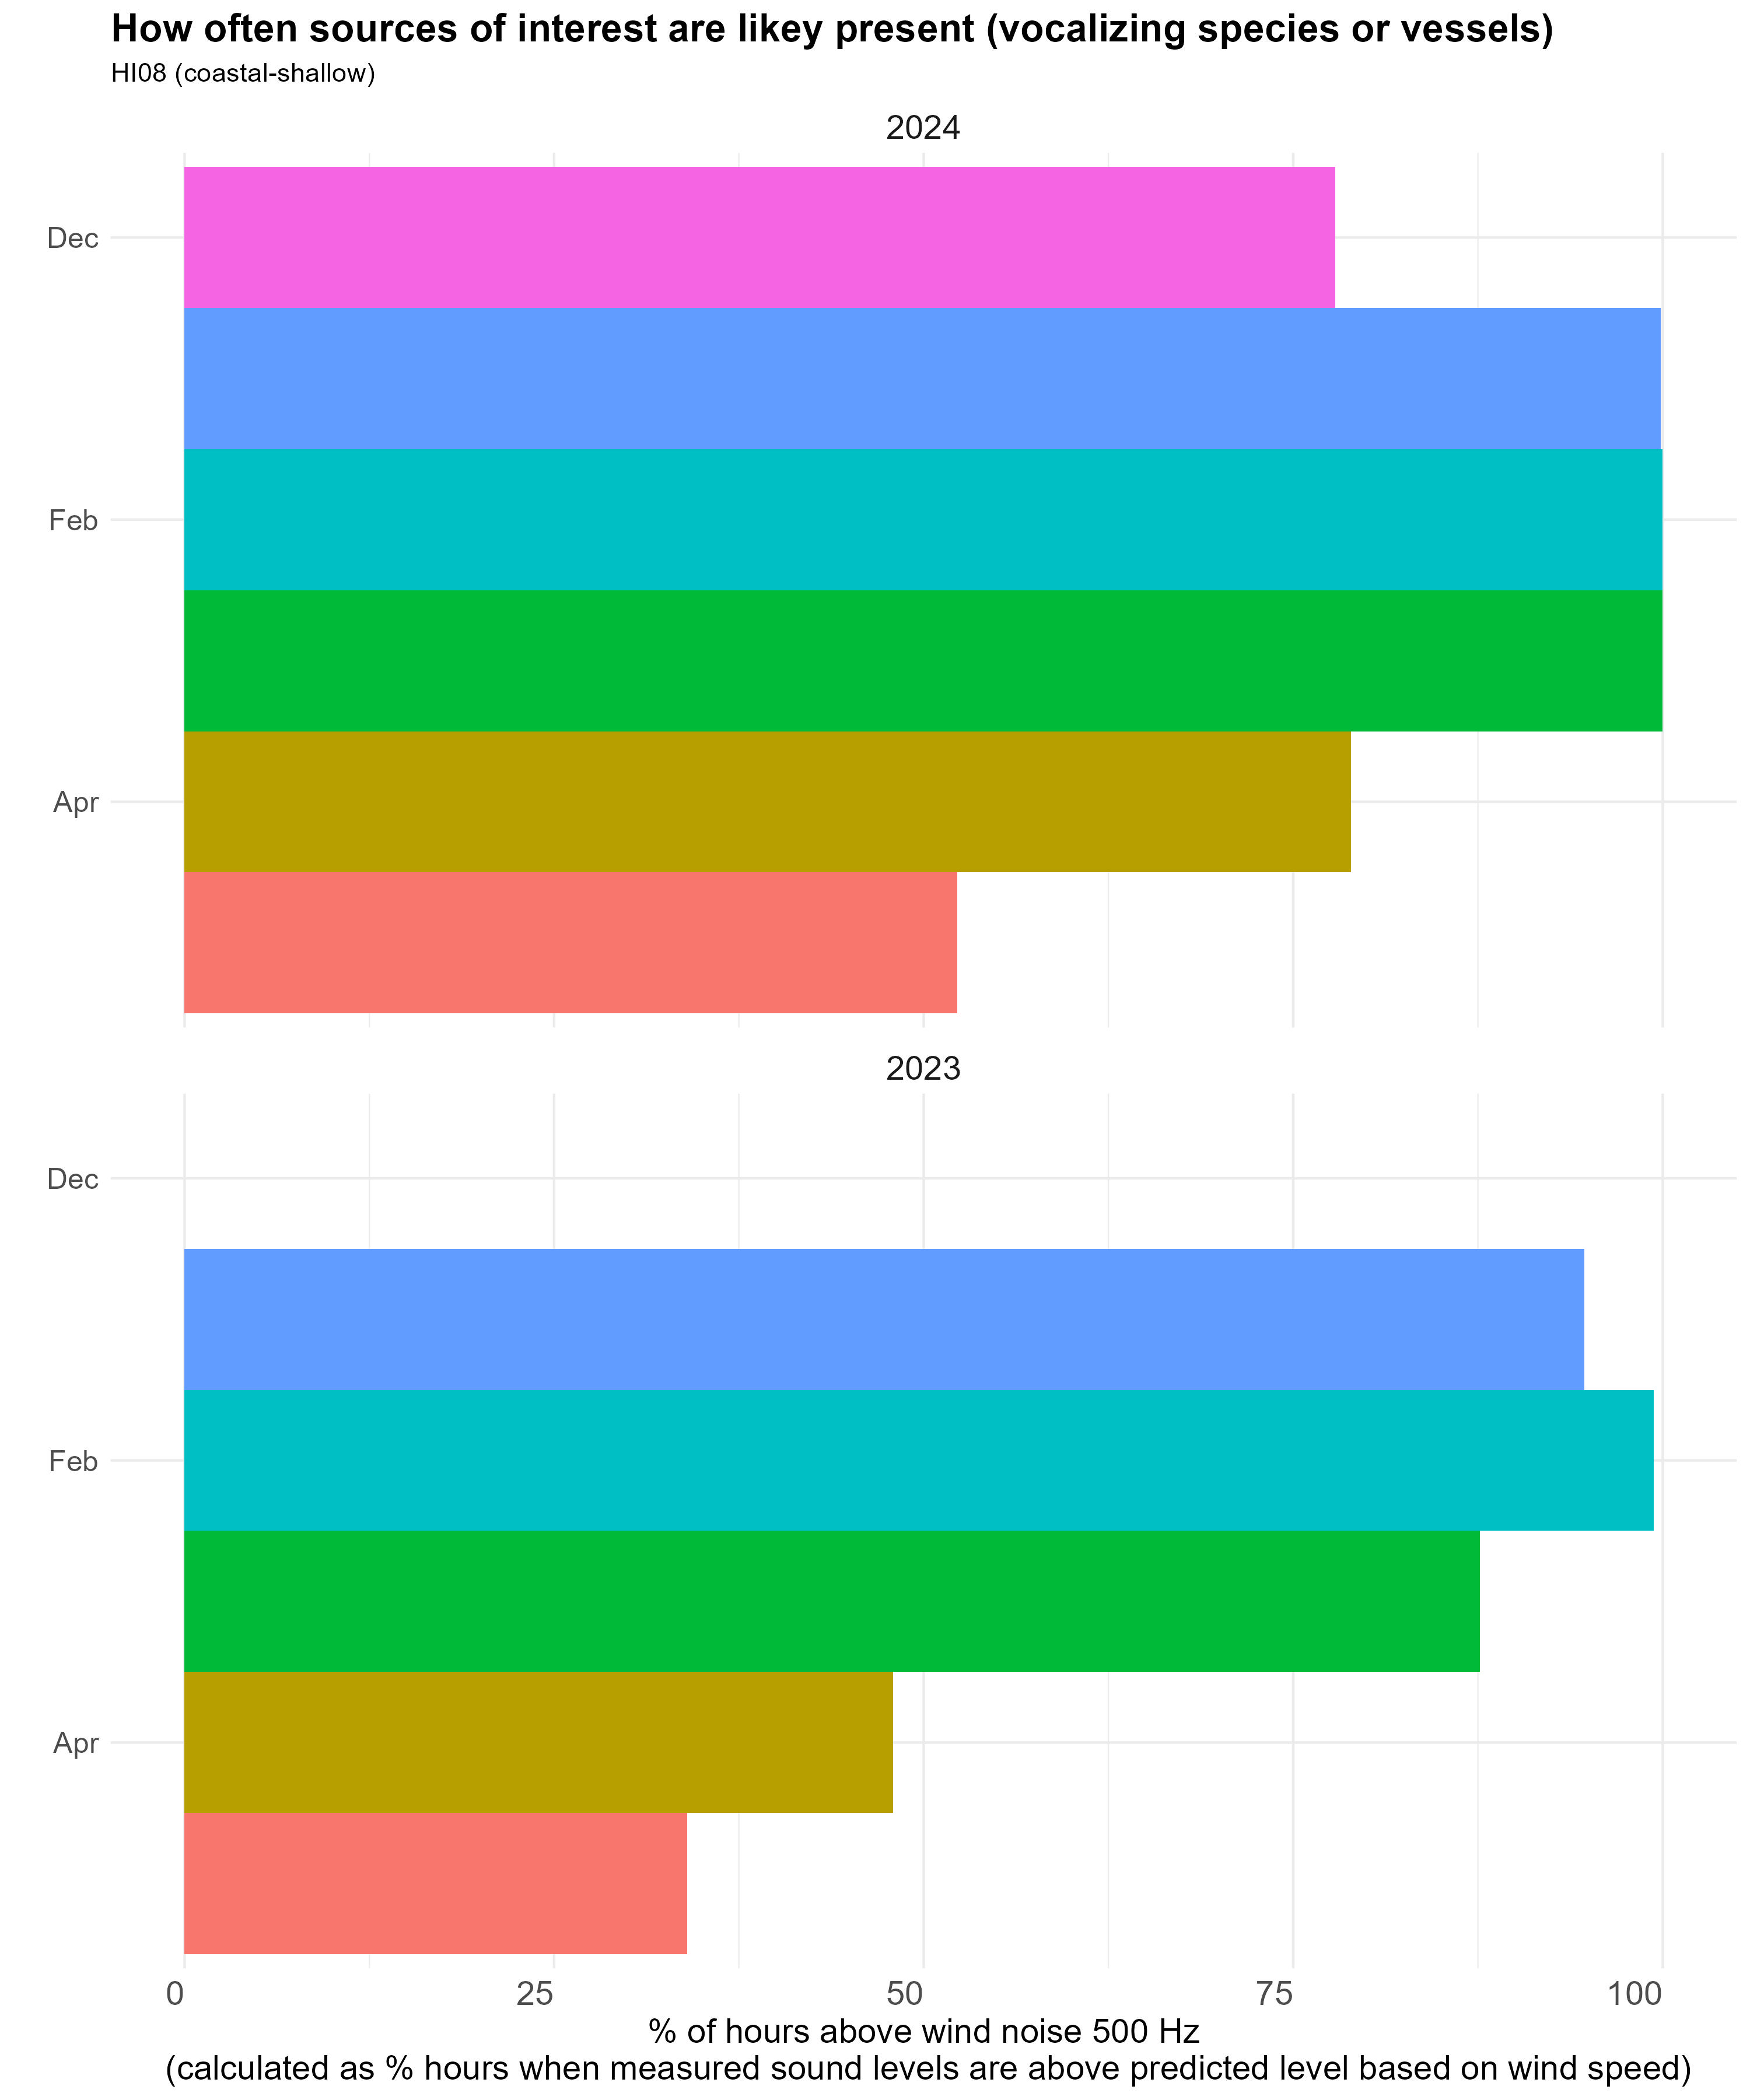 How often sources of interest are likey present (vocalizing species or vessels)
HI08 (coastal-shallow)
2024
Dec
Feb
Apr
2023
Dec
Feb
Apr
0 25 50 75 100
% of hours above wind noise 500 Hz
(calculated as % hours when measured sound levels are above predicted level based on wind speed)